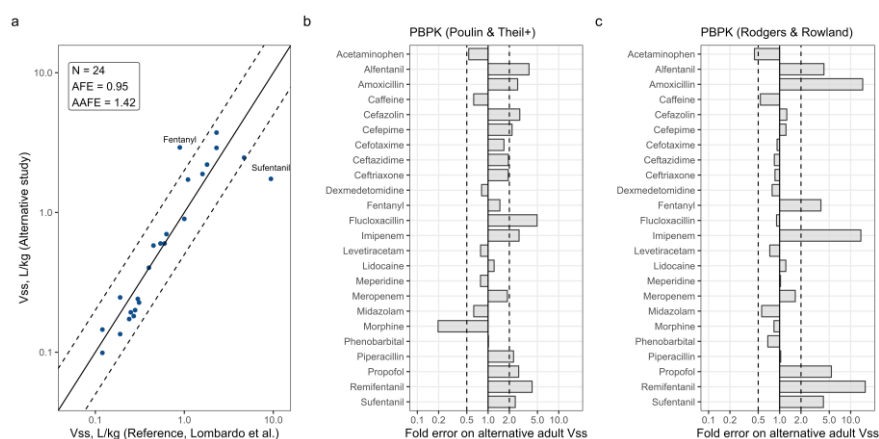 a
N = 24
AFE = 0.95
AAFE = 1.42
Fentanyl
Sufentanil
10.0
1.0
0.1
0.1 1.0 10.0
Vss, L/kg (Alternative study)
Vss, L/kg (Reference, Lombardo et al.)
b
PBPK (Poulin & Theil+)
Acetaminophen
Alfentanil
Amoxicillin
Caffeine
Cefazolin
Cefepime
Cefotaxime
Ceftazidime
Ceftriaxone
Dexmedetomidine
Fentanyl
Flucloxacillin
Imipenem
Levetiracetam
Lidocaine
Meperidine
Meropenem
Midazolam
Morphine
Phenobarbital
Piperacillin
Propofol
Remifentanil
Sufentanil
0.1 0.2 0.5 1.0 2.0 5.0 10.0
Fold error on alternative adult Vss
c
PBPK (Rodgers & Rowland)
Acetaminophen
Alfentanil
Amoxicillin
Caffeine
Cefazolin
Cefepime
Cefotaxime
Ceftazidime
Ceftriaxone
Dexmedetomidine
Fentanyl
Flucloxacillin
Imipenem
Levetiracetam
Lidocaine
Meperidine
Meropenem
Midazolam
Morphine
Phenobarbital
Piperacillin
Propofol
Remifentanil
Sufentanil
0.1 0.2 0.5 1.0 2.0 5.0 10.0
Fold error on alternative adult Vss